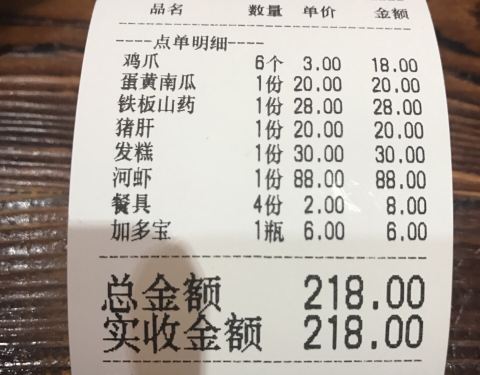 品名 数量 单价 金额
----点单明细----
鸡爪 6个 3.00 18.00
蛋黄南瓜 1份 20.00 20.00
铁板山药 1份 28.00 28.00
猪肝 1份 20.00 20.00
发糕 1份 30.00 30.00
河虾 1份 88.00 88.00
餐具 4份 2.00 8.00
加多宝 1瓶 6.00 6.00
总金额 218.00
实收金额 218.00